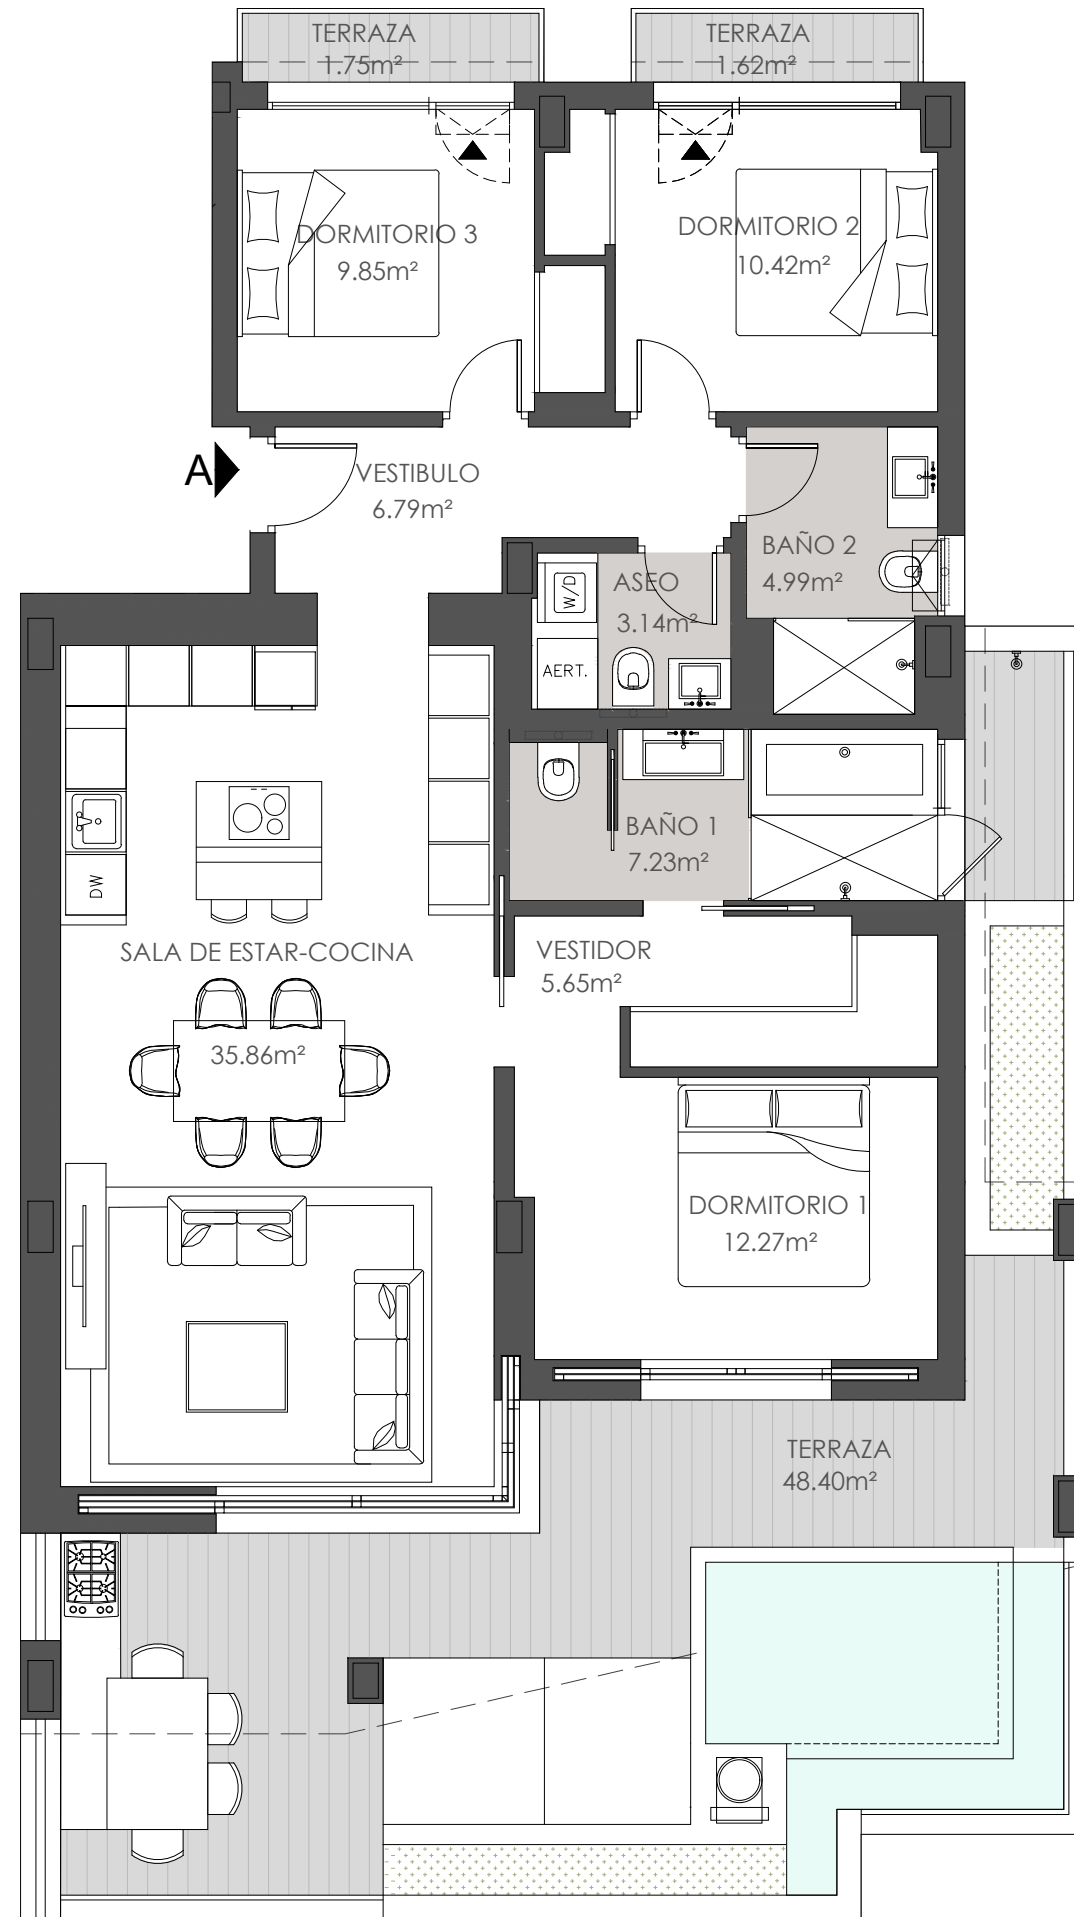 TERRAZA
1.75m²
TERRAZA
1.62m²
DORMITORIO 3
9.85m²
DORMITORIO 2
10.42m²
A
VESTIBULO
6.79m²
BAÑO 2
4.99m²
W/D
ASEO
3.14m²
AERT.
BAÑO 1
7.23m²
DW
SALA DE ESTAR-COCINA
35.86m²
VESTIDOR
5.65m²
DORMITORIO 1
12.27m²
TERRAZA
48.40m²